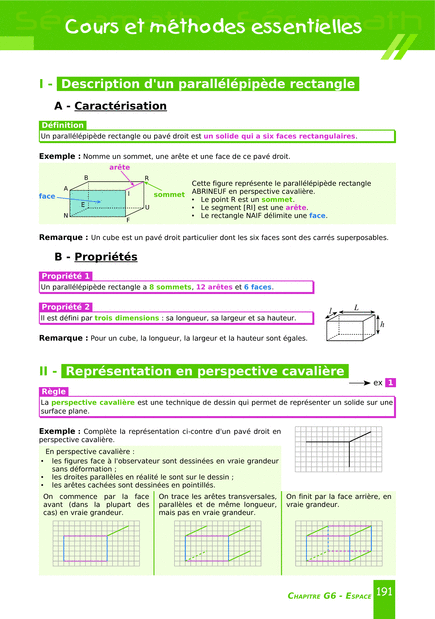 Cours et méthodes essentielles
I - Description d'un parallélépipède rectangle
A - Caractérisation
Définition
Un parallélépipède rectangle ou pavé droit est un solide qui a six faces rectangulaires.
Exemple : Nomme un sommet, une arête et une face de ce pavé droit.
arête
B
R
A
I
sommet
face
E
U
N
F
Cette figure représente le parallélépipède rectangle
ABRINEUF en perspective cavalière.
• Le point R est un sommet.
• Le segment [RI] est une arête.
• Le rectangle NAIF délimite une face.
Remarque : Un cube est un pavé droit particulier dont les six faces sont des carrés superposables.
B - Propriétés
Propriété 1
Un parallélépipède rectangle a 8 sommets, 12 arêtes et 6 faces.
Propriété 2
Il est défini par trois dimensions : sa longueur, sa largeur et sa hauteur.
l
L
h
Remarque : Pour un cube, la longueur, la largeur et la hauteur sont égales.
II - Représentation en perspective cavalière
ex 1
Règle
La perspective cavalière est une technique de dessin qui permet de représenter un solide sur une
surface plane.
Exemple : Complète la représentation ci-contre d'un pavé droit en
perspective cavalière.
En perspective cavalière :
• les figures face à l'observateur sont dessinées en vraie grandeur
sans déformation ;
• les droites parallèles en réalité le sont sur le dessin ;
• les arêtes cachées sont dessinées en pointillés.
On commence par la face
avant (dans la plupart des
cas) en vraie grandeur.
On trace les arêtes transversales,
parallèles et de même longueur,
mais pas en vraie grandeur.
On finit par la face arrière, en
vraie grandeur.
Chapitre G6 - Espace
191